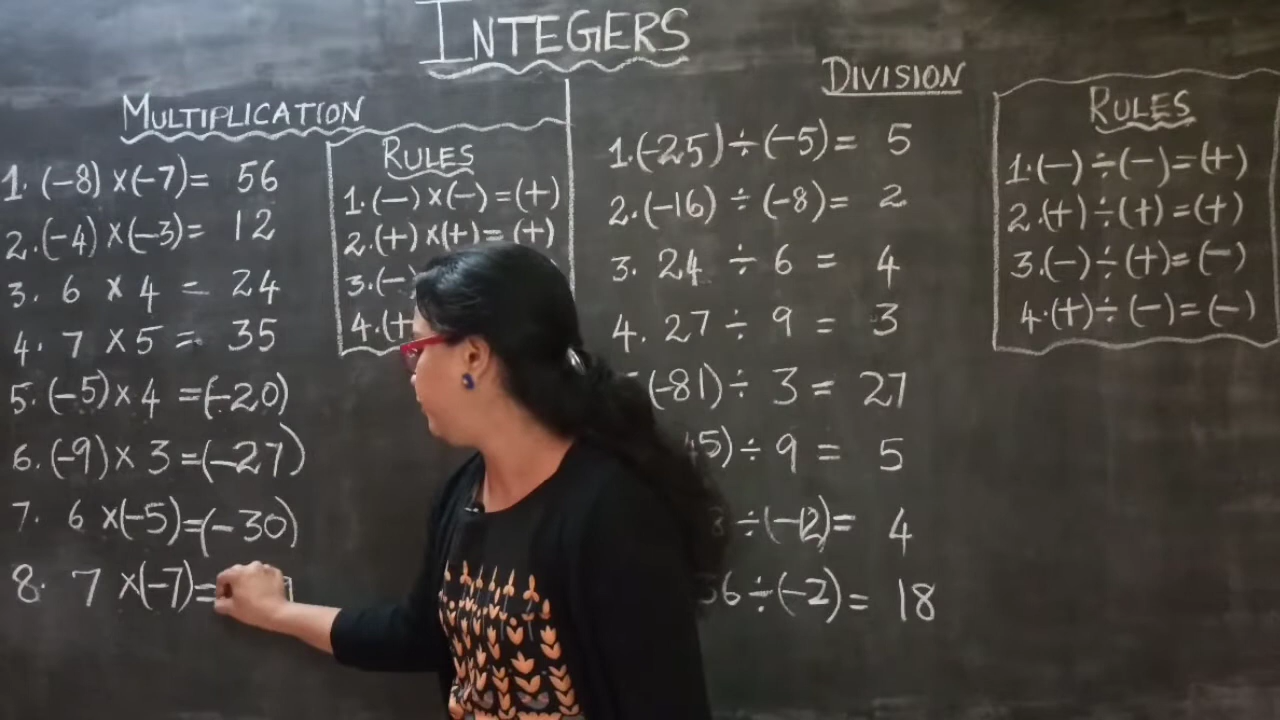 INTEGERS
MULTIPLICATION
1. (-8) x (-7) = 56
2. (-4) x (-3) = 12
3. 6 x 4 = 24
4. 7 x 5 = 35
5. (-5) x 4 = (-20)
6. (-9) x 3 = (-27)
7. 6 x (-5) = (-30)
8. 7 x (-7) =
RULES
1. (-) x (-) = (+)
2. (+) x (+) = (+)
3. (-)
4. (+
DIVISION
1. (-25) ÷ (-5) = 5
2. (-16) ÷ (-8) = 2
3. 24 ÷ 6 = 4
4. 27 ÷ 9 = 3
(-81) ÷ 3 = 27
5) ÷ 9 = 5
÷ (-12) = 4
6 ÷ (-2) = 18
RULES
1. (-) ÷ (-) = (+)
2. (+) ÷ (+) = (+)
3. (-) ÷ (+) = (-)
4. (+) ÷ (-) = (-)